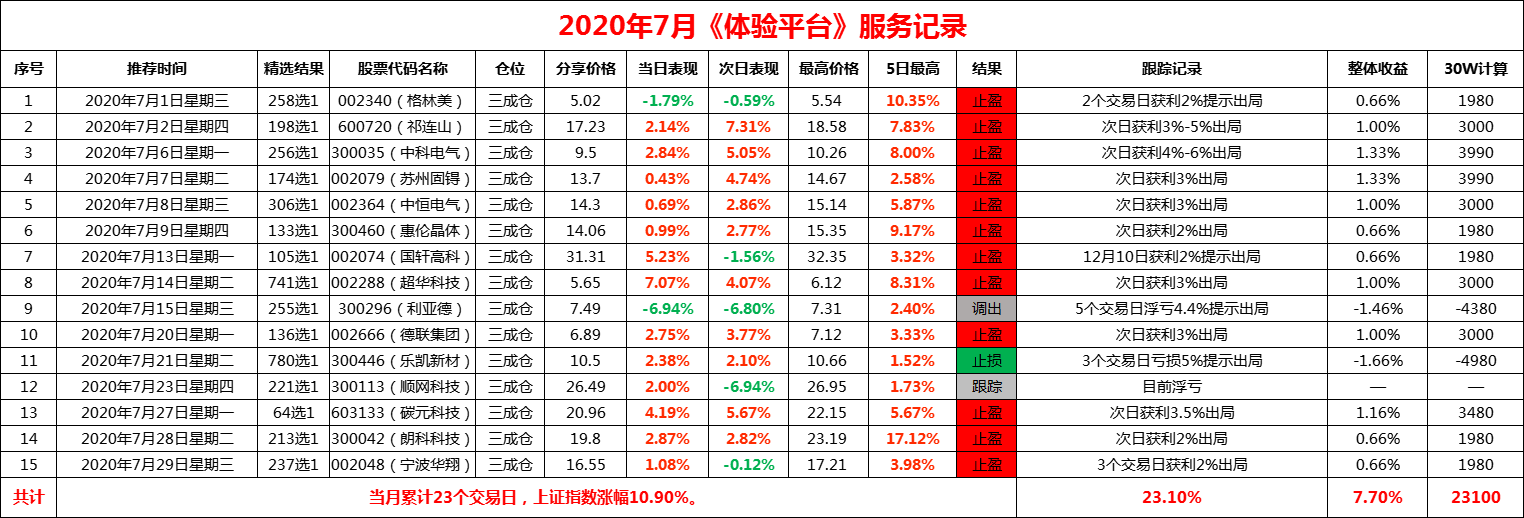 2020年7月《体验平台》服务记录
序号 推荐时间 精选结果 股票代码名称 仓位 分享价格 当日表现 次日表现 最高价格 5日最高 结果 跟踪记录 整体收益 30W计算
1 2020年7月1日星期三 258选1 002340（格林美） 三成仓 5.02 -1.79% -0.59% 5.54 10.35% 止盈 2个交易日获利2%提示出局 0.66% 1980
2 2020年7月2日星期四 198选1 600720（祁连山） 三成仓 17.23 2.14% 7.31% 18.58 7.83% 止盈 次日获利3%-5%出局 1.00% 3000
3 2020年7月6日星期一 256选1 300035（中科电气） 三成仓 9.5 2.84% 5.05% 10.26 8.00% 止盈 次日获利4%-6%出局 1.33% 3990
4 2020年7月7日星期二 174选1 002079（苏州固锝） 三成仓 13.7 0.43% 4.74% 14.67 2.58% 止盈 次日获利3%出局 1.33% 3990
5 2020年7月8日星期三 306选1 002364（中恒电气） 三成仓 14.3 0.69% 2.86% 15.14 5.87% 止盈 次日获利3%出局 1.00% 3000
6 2020年7月9日星期四 133选1 300460（惠伦晶体） 三成仓 14.06 0.99% 2.77% 15.35 9.17% 止盈 次日获利2%出局 0.66% 1980
7 2020年7月13日星期一 105选1 002074（国轩高科） 三成仓 31.31 5.23% -1.56% 32.35 3.32% 止盈 12月10日获利2%提示出局 0.66% 1980
8 2020年7月14日星期二 741选1 002288（超华科技） 三成仓 5.65 7.07% 4.07% 6.12 8.31% 止盈 次日获利3%出局 1.00% 3000
9 2020年7月15日星期三 255选1 300296（利亚德） 三成仓 7.49 -6.94% -6.80% 7.31 2.40% 调出 5个交易日浮亏4.4%提示出局 -1.46% -4380
10 2020年7月20日星期一 136选1 002666（德联集团） 三成仓 6.89 2.75% 3.77% 7.12 3.33% 止盈 次日获利3%出局 1.00% 3000
11 2020年7月21日星期二 780选1 300446（乐凯新材） 三成仓 10.5 2.38% 2.10% 10.66 1.52% 止损 3个交易日亏损5%提示出局 -1.66% -4980
12 2020年7月23日星期四 221选1 300113（顺网科技） 三成仓 26.49 2.00% -6.94% 26.95 1.73% 跟踪 目前浮亏 — —
13 2020年7月27日星期一 64选1 603133（碳元科技） 三成仓 20.96 4.19% 5.67% 22.15 5.67% 止盈 次日获利3.5%出局 1.16% 3480
14 2020年7月28日星期二 213选1 300042（朗科科技） 三成仓 19.8 2.87% 2.82% 23.19 17.12% 止盈 次日获利2%出局 0.66% 1980
15 2020年7月29日星期三 237选1 002048（宁波华翔） 三成仓 16.55 1.08% -0.12% 17.21 3.98% 止盈 3个交易日获利2%出局 0.66% 1980
共计 当月累计23个交易日，上证指数涨幅10.90%。 23.10% 7.70% 23100